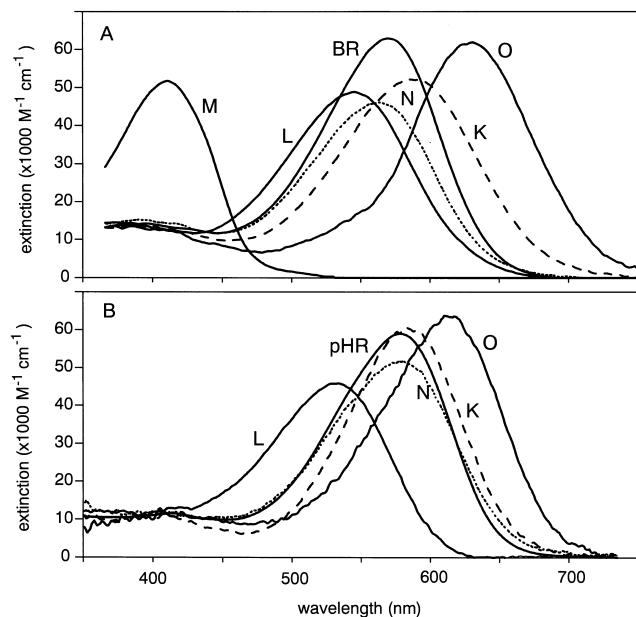 A
60
50
40
30
20
10
0
extinction (x1000 M⁻¹ cm⁻¹)
M
L
BR
N
K
O
B
60
50
40
30
20
10
0
extinction (x1000 M⁻¹ cm⁻¹)
L
pHR
N
K
O
400 500 600 700
wavelength (nm)